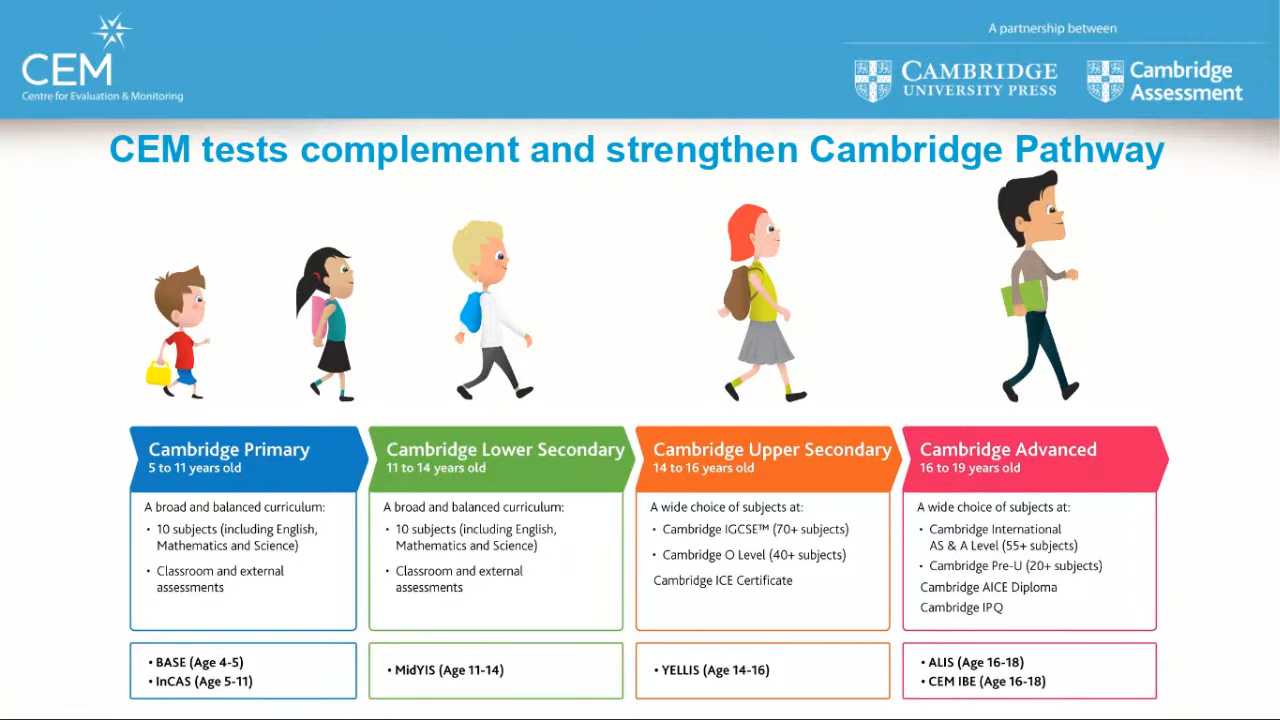 CEM
Centre for Evaluation & Monitoring
A partnership between
CAMBRIDGE
UNIVERSITY PRESS
Cambridge
Assessment
CEM tests complement and strengthen Cambridge Pathway
Cambridge Primary
5 to 11 years old
A broad and balanced curriculum:
• 10 subjects (including English,
Mathematics and Science)
• Classroom and external
assessments
• BASE (Age 4-5)
• InCAS (Age 5-11)
Cambridge Lower Secondary
11 to 14 years old
A broad and balanced curriculum:
• 10 subjects (including English,
Mathematics and Science)
• Classroom and external
assessments
• MidYIS (Age 11-14)
Cambridge Upper Secondary
14 to 16 years old
A wide choice of subjects at:
• Cambridge IGCSE™ (70+ subjects)
• Cambridge O Level (40+ subjects)
Cambridge ICE Certificate
• YELLIS (Age 14-16)
Cambridge Advanced
16 to 19 years old
A wide choice of subjects at:
• Cambridge International
AS & A Level (55+ subjects)
• Cambridge Pre-U (20+ subjects)
Cambridge AICE Diploma
Cambridge IPQ
• ALIS (Age 16-18)
• CEM IBE (Age 16-18)